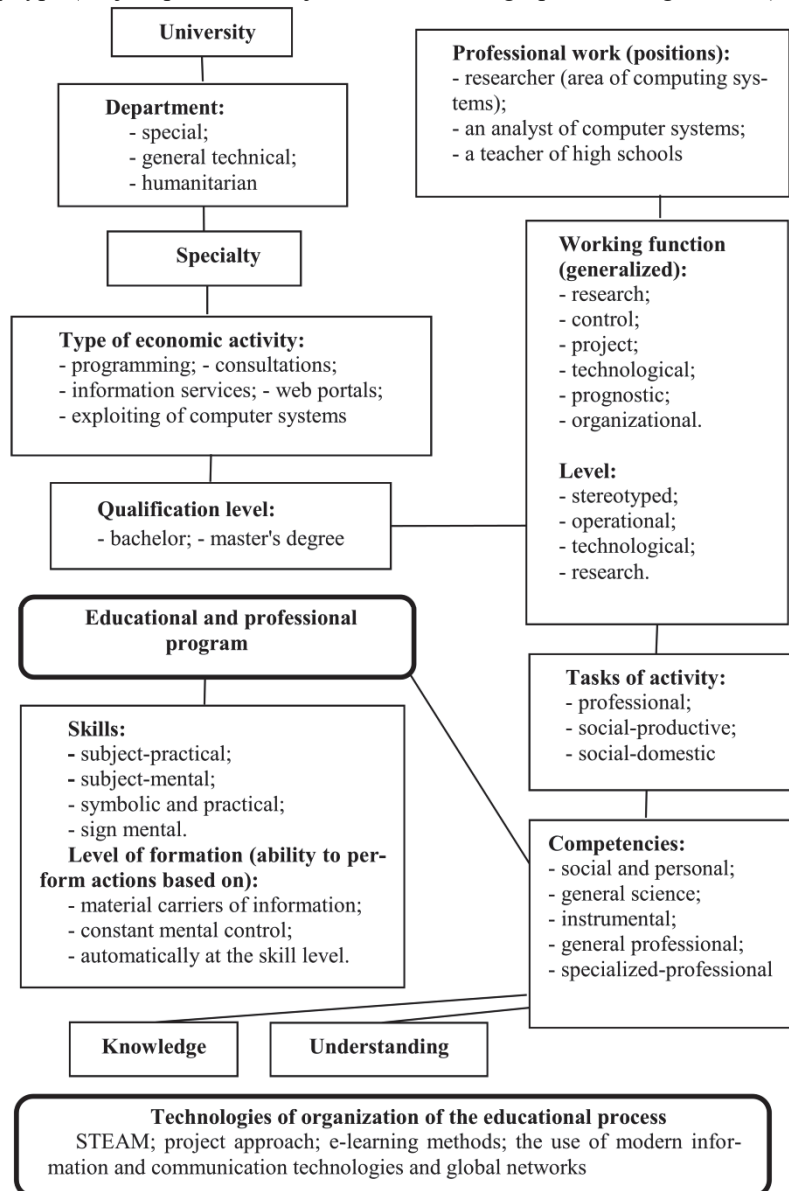 University
Department:
- special;
- general technical;
- humanitarian
Specialty
Type of economic activity:
- programming; - consultations;
- information services; - web portals;
- exploiting of computer systems
Qualification level:
- bachelor; - master's degree
Professional work (positions):
- researcher (area of computing sys-
tems);
- an analyst of computer systems;
- a teacher of high schools
Working function
(generalized):
- research;
- control;
- project;
- technological;
- prognostic;
- organizational.
Level:
- stereotyped;
- operational;
- technological;
- research.
Educational and professional
program
Tasks of activity:
- professional;
- social-productive;
- social-domestic
Skills:
- subject-practical;
- subject-mental;
- symbolic and practical;
- sign mental.
Level of formation (ability to per-
form actions based on):
- material carriers of information;
- constant mental control;
- automatically at the skill level.
Competencies:
- social and personal;
- general science;
- instrumental;
- general professional;
- specialized-professional
Knowledge
Understanding
Technologies of organization of the educational process
STEAM; project approach; e-learning methods; the use of modern infor-
mation and communication technologies and global networks